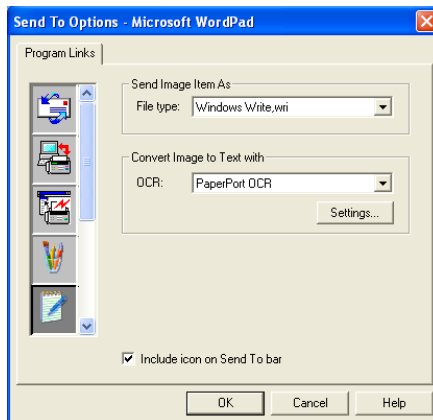 Send To Options - Microsoft WordPad
Program Links
Send Image Item As
File type: Windows Write,wri
Convert Image to Text with
OCR: PaperPort OCR
Settings...
Include icon on Send To bar
OK Cancel Help